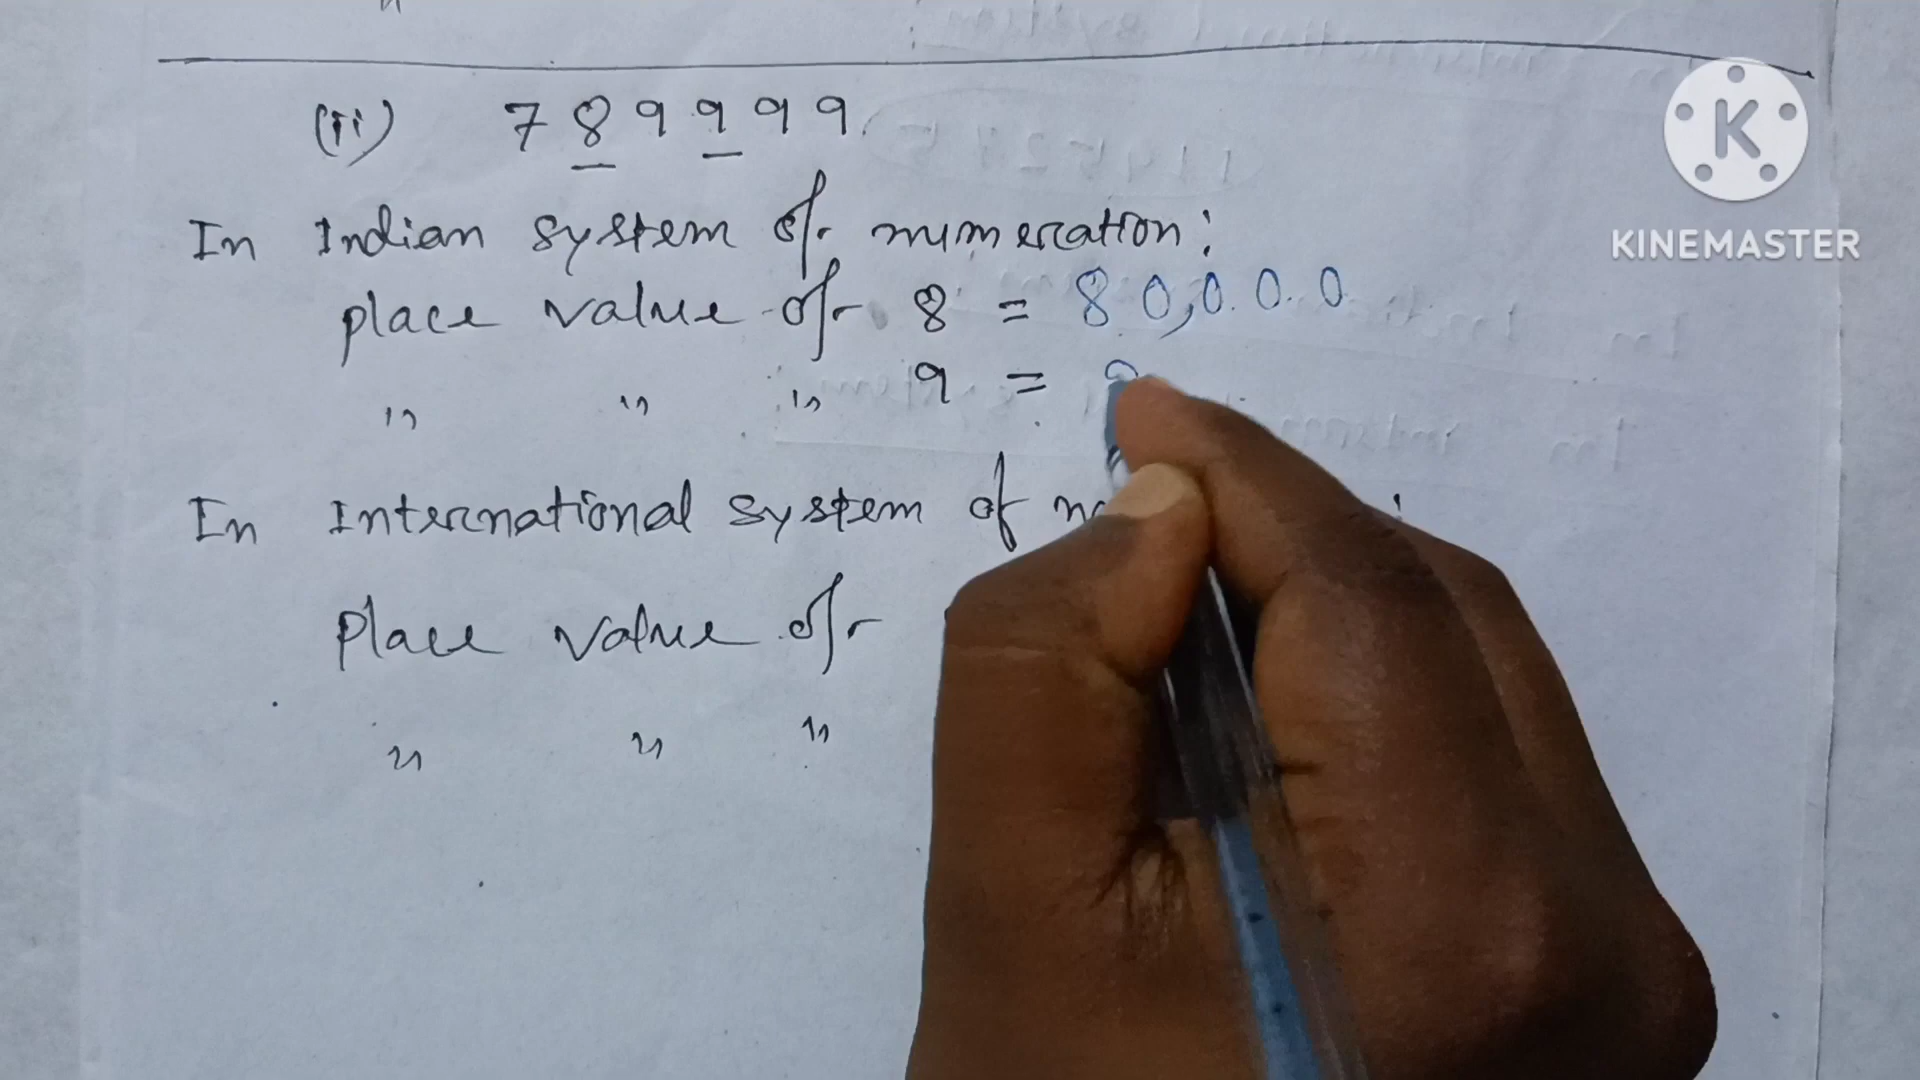 (ii) 789999
In Indian system of numeration:
place value of 8 = 80,000
" " " 9 =
In International system of
place value of
" " "
KINEMASTER